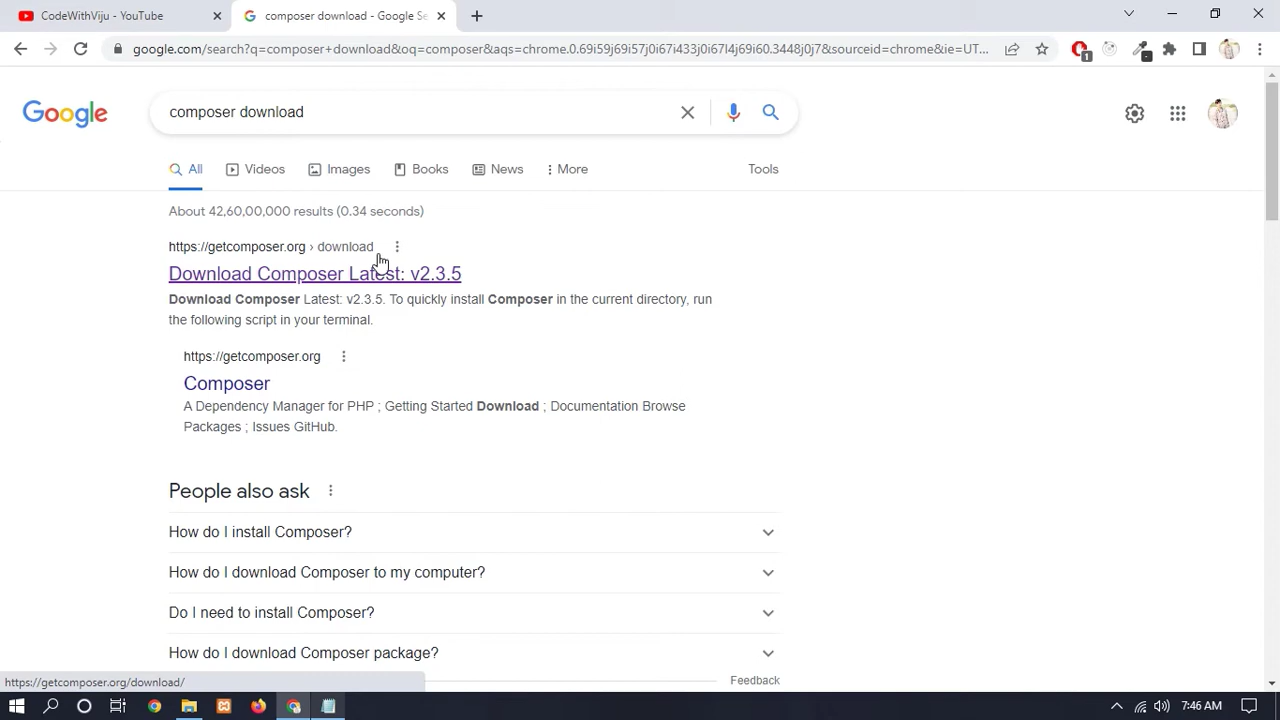 CodeWithViju - YouTube
composer download - Google Se
google.com/search?q=composer+download&oq=composer&aqs=chrome.0.69i59j69i57j0i67i433j0i67l4j69i60.3448j0j7&sourceid=chrome&ie=UT...
1
Google
composer download
All
Videos
Images
Books
News
More
Tools
About 42,60,00,000 results (0.34 seconds)
https://getcomposer.org › download
Download Composer Latest: v2.3.5
Download Composer Latest: v2.3.5. To quickly install Composer in the current directory, run
the following script in your terminal.
https://getcomposer.org
Composer
A Dependency Manager for PHP ; Getting Started Download ; Documentation Browse
Packages ; Issues GitHub.
People also ask
How do I install Composer?
How do I download Composer to my computer?
Do I need to install Composer?
How do I download Composer package?
Feedback
https://getcomposer.org/download/
7:46 AM